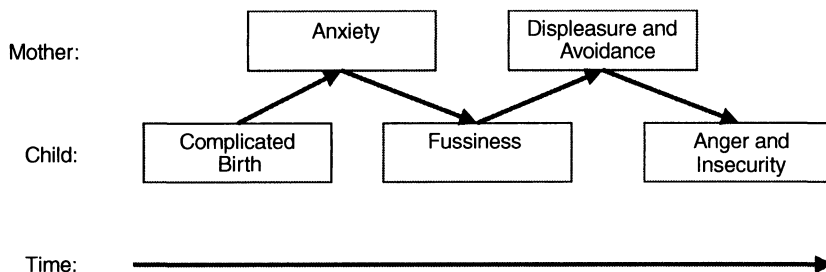 Mother:
Anxiety
Displeasure and
Avoidance
Child:
Complicated
Birth
Fussiness
Anger and
Insecurity
Time: